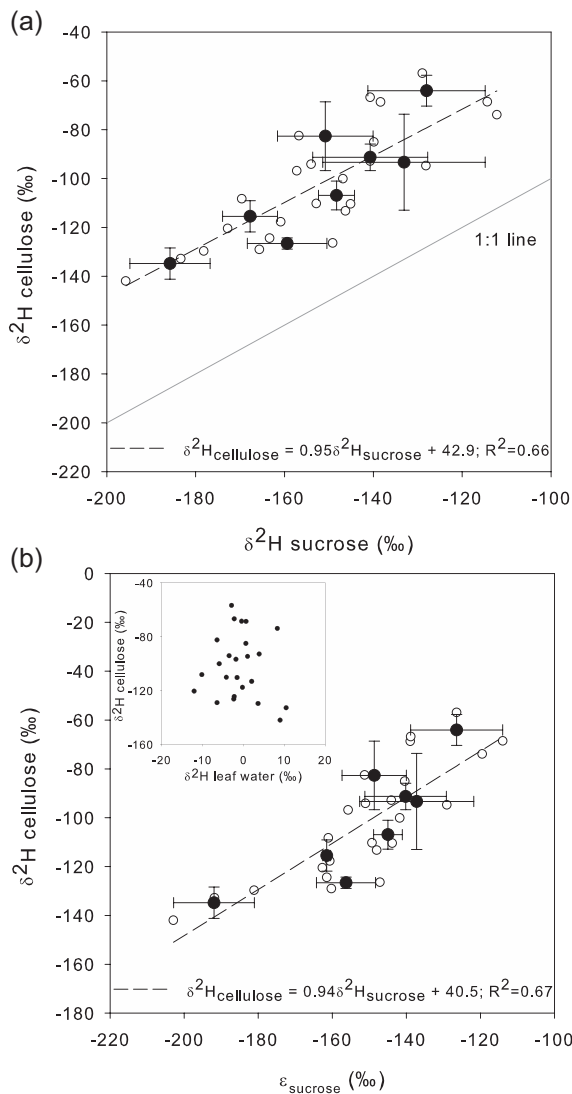 (a)
-40
-60
-80
-100
-120
-140
-160
-180
-200
-220
δ²H cellulose (‰)
1:1 line
δ²Hcellulose = 0.95δ²Hsucrose + 42.9; R²=0.66
-200 -180 -160 -140 -120 -100
δ²H sucrose (‰)
(b)
0
-20
-40
-60
-80
-100
-120
-140
-160
-180
δ²H cellulose (‰)
-40
-80
-120
-160
δ²H cellulose (‰)
-20 -10 0 10 20
δ²H leaf water (‰)
δ²Hcellulose = 0.94δ²Hsucrose + 40.5; R²=0.67
-220 -200 -180 -160 -140 -120 -100
εsucrose (‰)